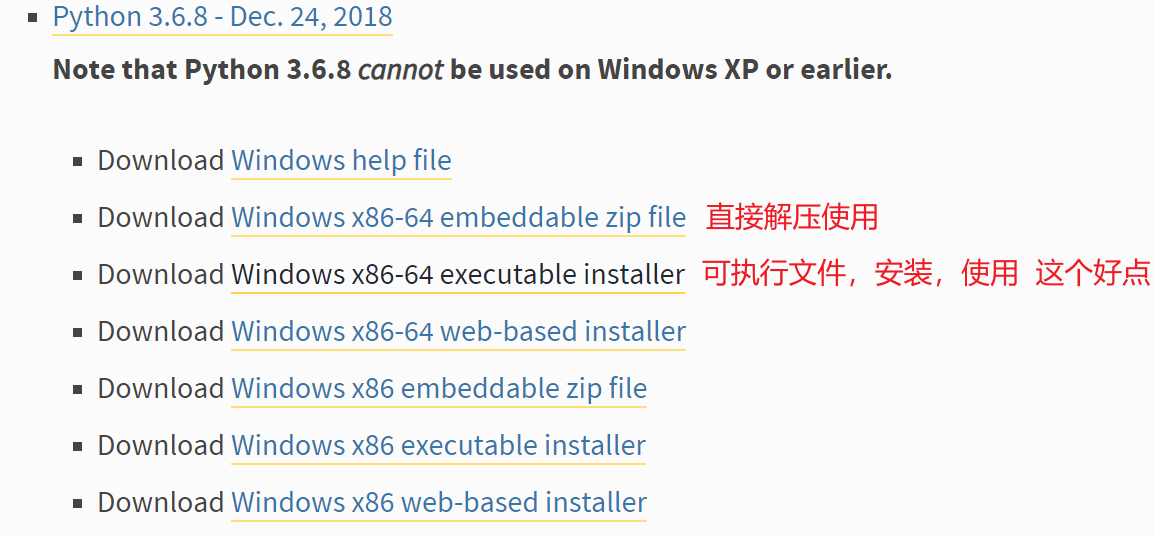 Python 3.6.8 - Dec. 24, 2018
Note that Python 3.6.8 cannot be used on Windows XP or earlier.
Download Windows help file
Download Windows x86-64 embeddable zip file 直接解压使用
Download Windows x86-64 executable installer 可执行文件，安装，使用 这个好点
Download Windows x86-64 web-based installer
Download Windows x86 embeddable zip file
Download Windows x86 executable installer
Download Windows x86 web-based installer